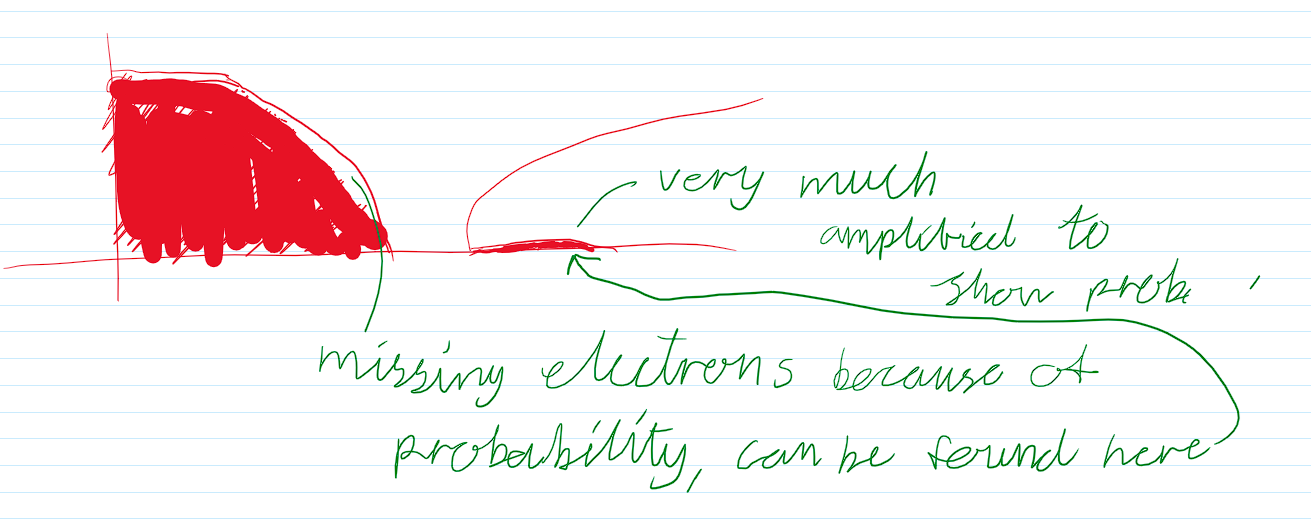 very much
amplified to
show prob.
missing electrons because of
probability, can be found here